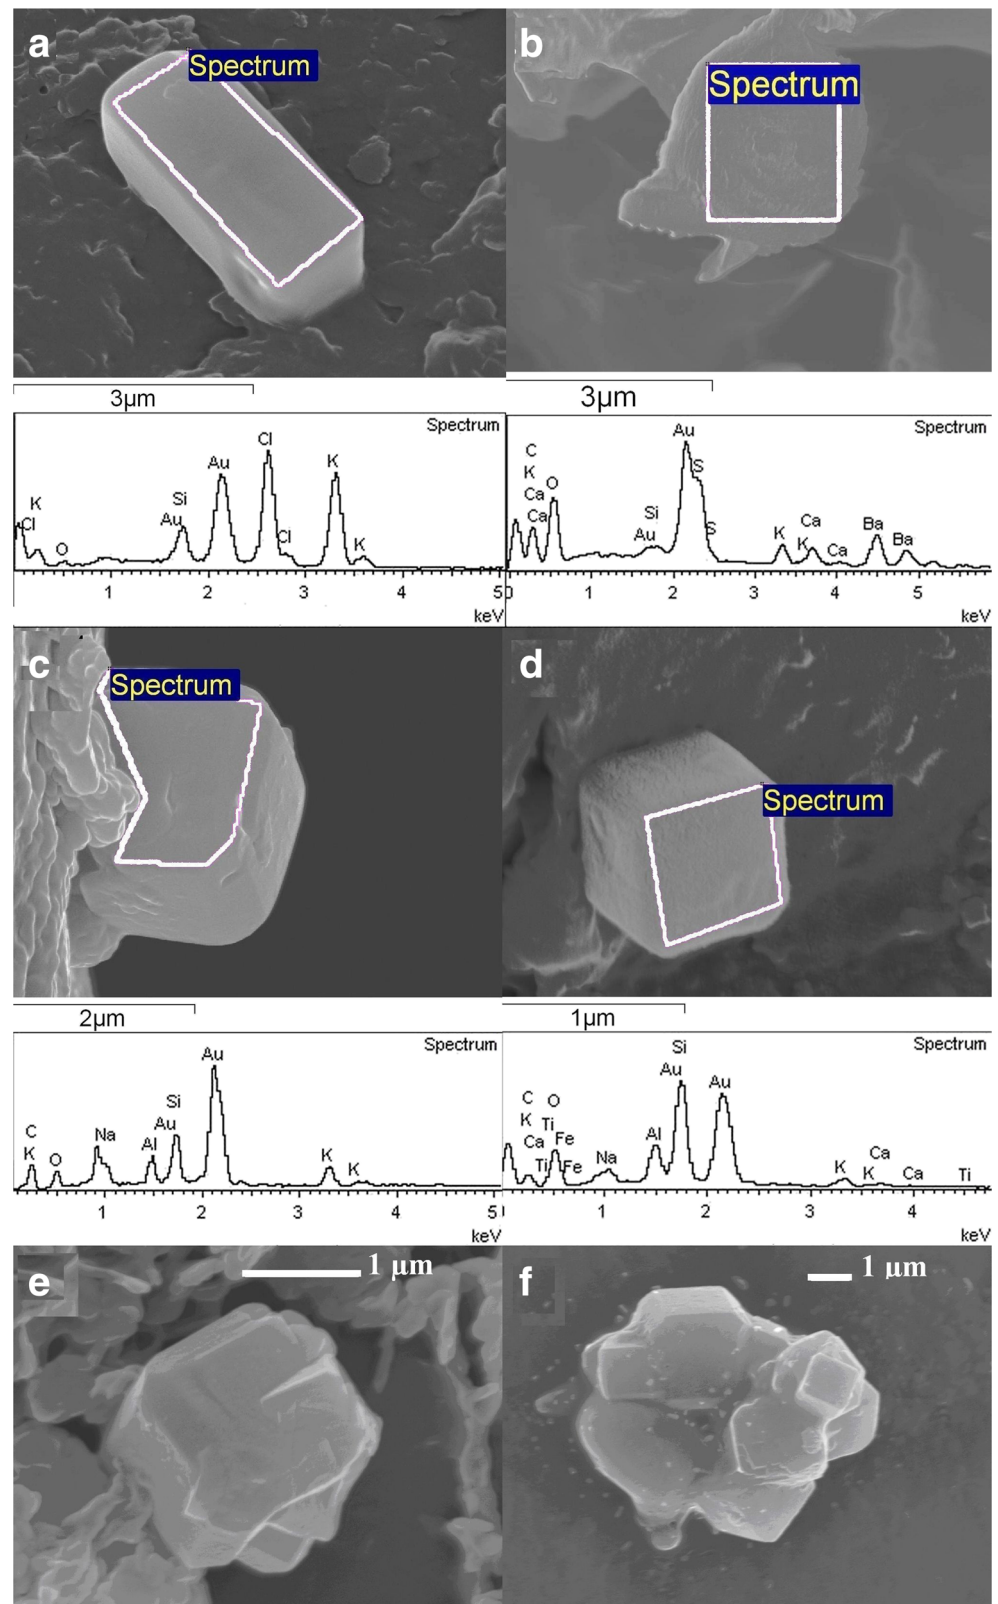 a
Spectrum
b
Spectrum
3µm
3µm
Spectrum
Cl
Au
K
K
Si
Cl
Au
Cl
O
K
1
2
3
4
5
keV
Spectrum
Au
C
S
K
O
Ca
Ca
Si
S
Au
K
Ca
K
Ca
Ba
Ba
0
1
2
3
4
5
keV
c
Spectrum
d
Spectrum
2µm
1µm
Spectrum
Au
Si
C
Au
Na
K
O
Al
K
K
1
2
3
4
5
keV
Spectrum
Si
Au
Au
C
O
K
Ti
Ca
Fe
Al
Ti
Fe
Na
Ca
K
K
Ca
Ti
1
2
3
4
keV
e
1 µm
f
1 µm